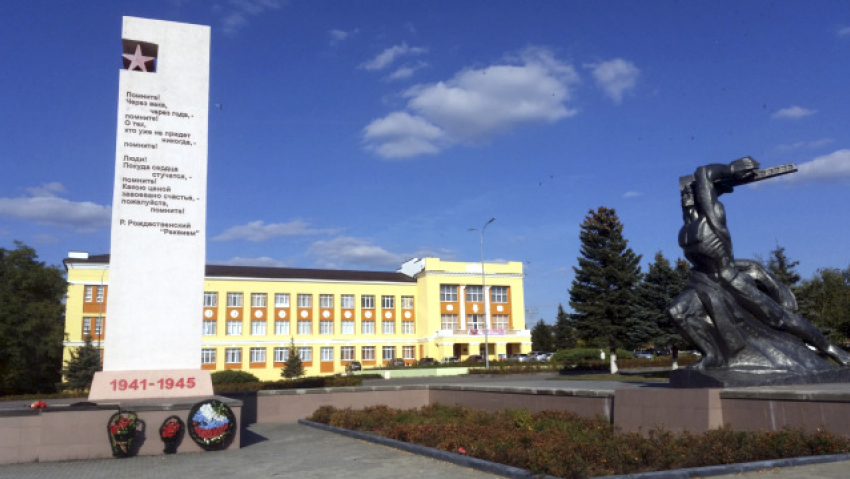 Помните!
Через века,
через года, -
помните!
О тех,
кто уже не придет
никогда, -
помните!
Люди!
Покуда сердца
стучатся, -
помните!
Какою ценой
завоевано счастье, -
пожалуйста,
помните!
Р. Рождественский
"Реквием"
1941-1945